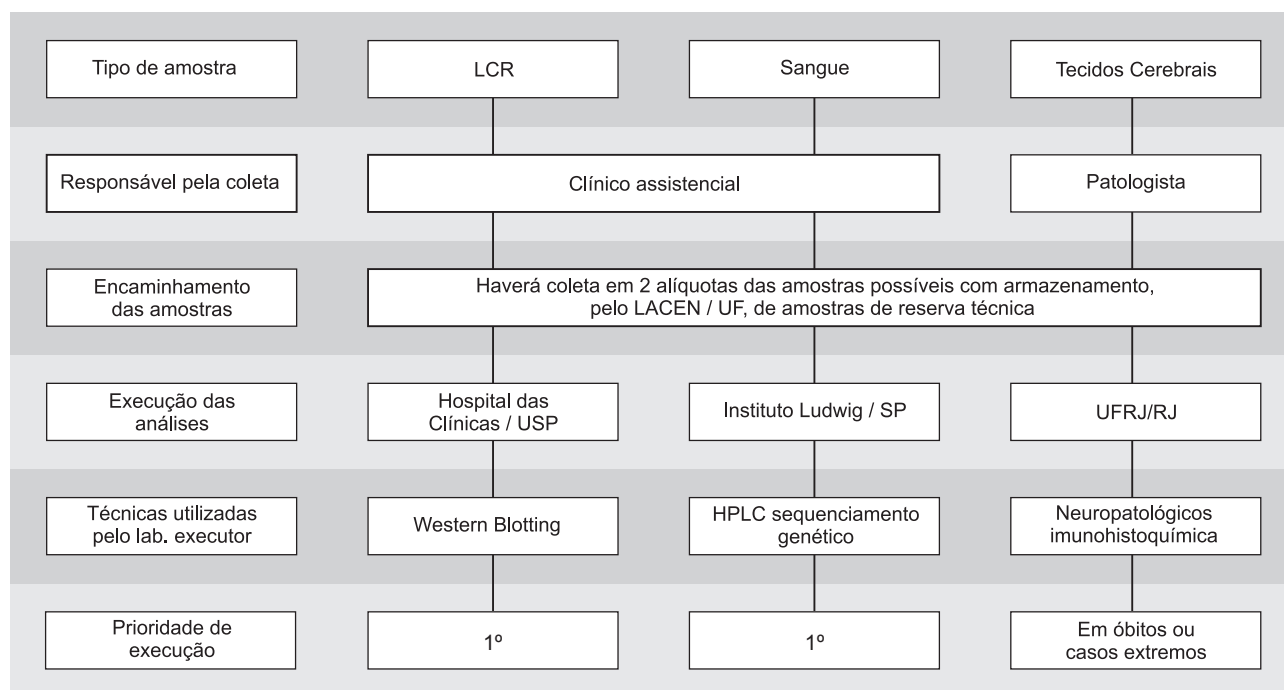 Tipo de amostra
LCR
Sangue
Tecidos Cerebrais
Responsável pela coleta
Clínico assistencial
Patologista
Encaminhamento
das amostras
Haverá coleta em 2 alíquotas das amostras possíveis com armazenamento,
pelo LACEN / UF, de amostras de reserva técnica
Execução das
análises
Hospital das
Clínicas / USP
Instituto Ludwig / SP
UFRJ/RJ
Técnicas utilizadas
pelo lab. executor
Western Blotting
HPLC sequenciamento
genético
Neuropatológicos
imunohistoquímica
Prioridade de
execução
1º
1º
Em óbitos ou
casos extremos